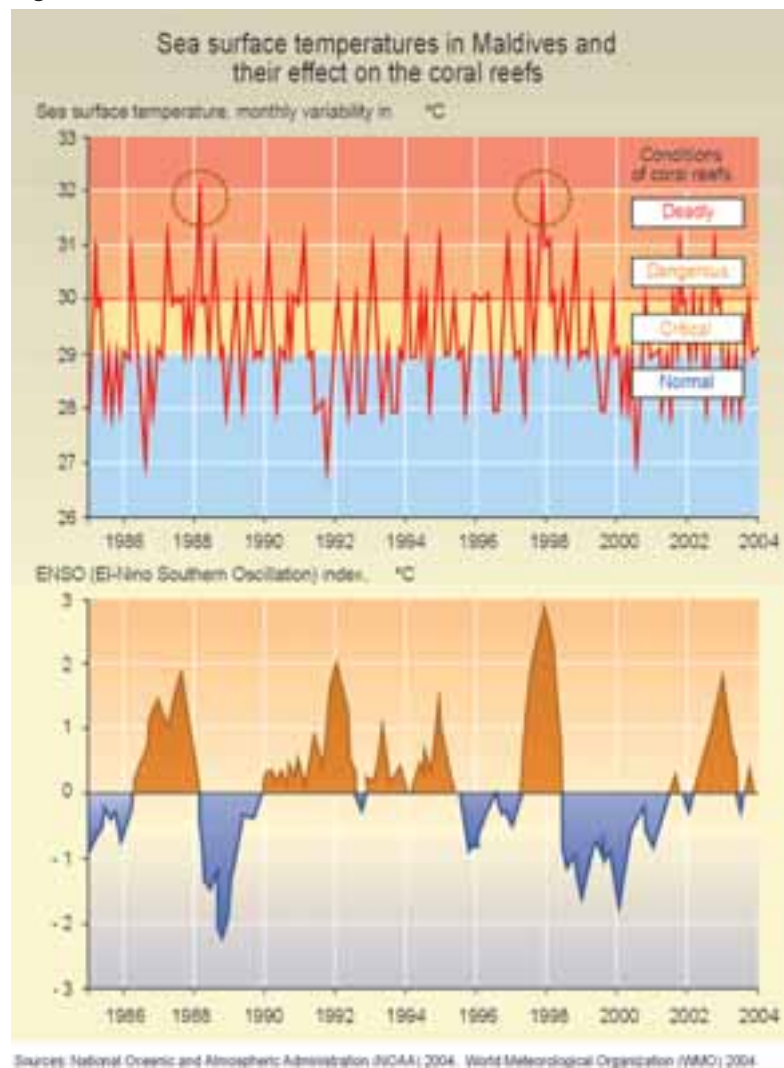 Sea surface temperatures in Maldives and
their effect on the coral reefs
Sea surface temperature, monthly variability in °C
33
32
31
30
29
28
27
26
Conditions
of coral reefs
Deadly
Dangerous
Critical
Normal
1986 1988 1990 1992 1994 1996 1998 2000 2002 2004
ENSO (El-Nino Southern Oscillation) index, °C
3
2
1
0
- 1
- 2
- 3
1986 1988 1990 1992 1994 1996 1998 2000 2002 2004
Sources: National Oceanic and Atmospheric Administration (NOAA) 2004. World Meteorological Organization (WMO) 2004.